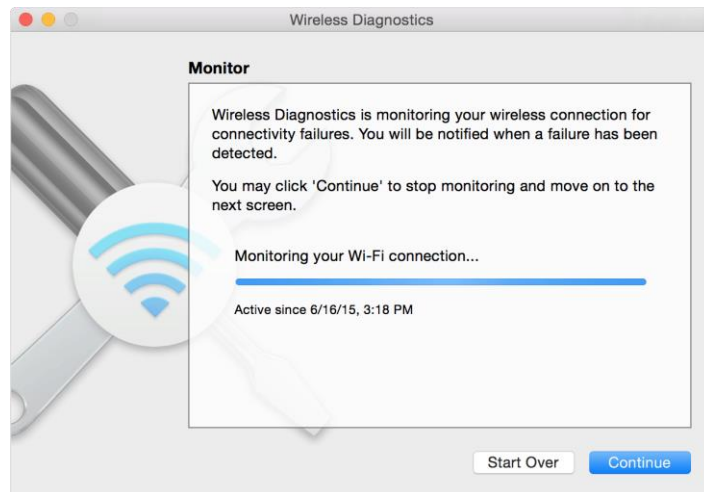 Wireless Diagnostics
Monitor
Wireless Diagnostics is monitoring your wireless connection for
connectivity failures. You will be notified when a failure has been
detected.
You may click 'Continue' to stop monitoring and move on to the
next screen.
Monitoring your Wi-Fi connection...
Active since 6/16/15, 3:18 PM
Start Over
Continue